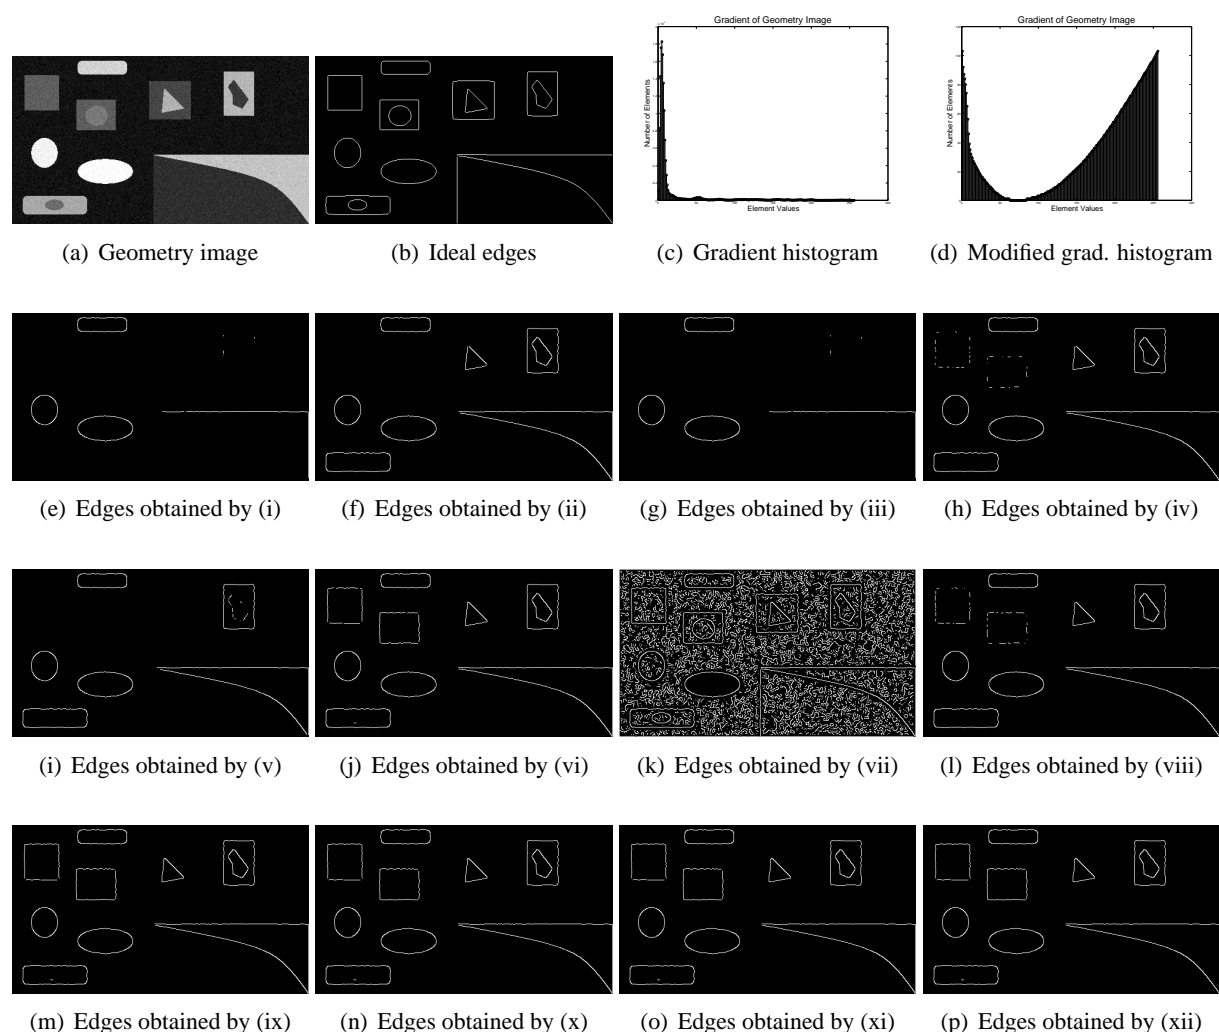 Gradient of Geometry Image
Gradient of Geometry Image
Number of Elements
Number of Elements
Element Values
Element Values
(a) Geometry image
(b) Ideal edges
(c) Gradient histogram
(d) Modified grad. histogram
(e) Edges obtained by (i)
(f) Edges obtained by (ii)
(g) Edges obtained by (iii)
(h) Edges obtained by (iv)
(i) Edges obtained by (v)
(j) Edges obtained by (vi)
(k) Edges obtained by (vii)
(l) Edges obtained by (viii)
(m) Edges obtained by (ix)
(n) Edges obtained by (x)
(o) Edges obtained by (xi)
(p) Edges obtained by (xii)